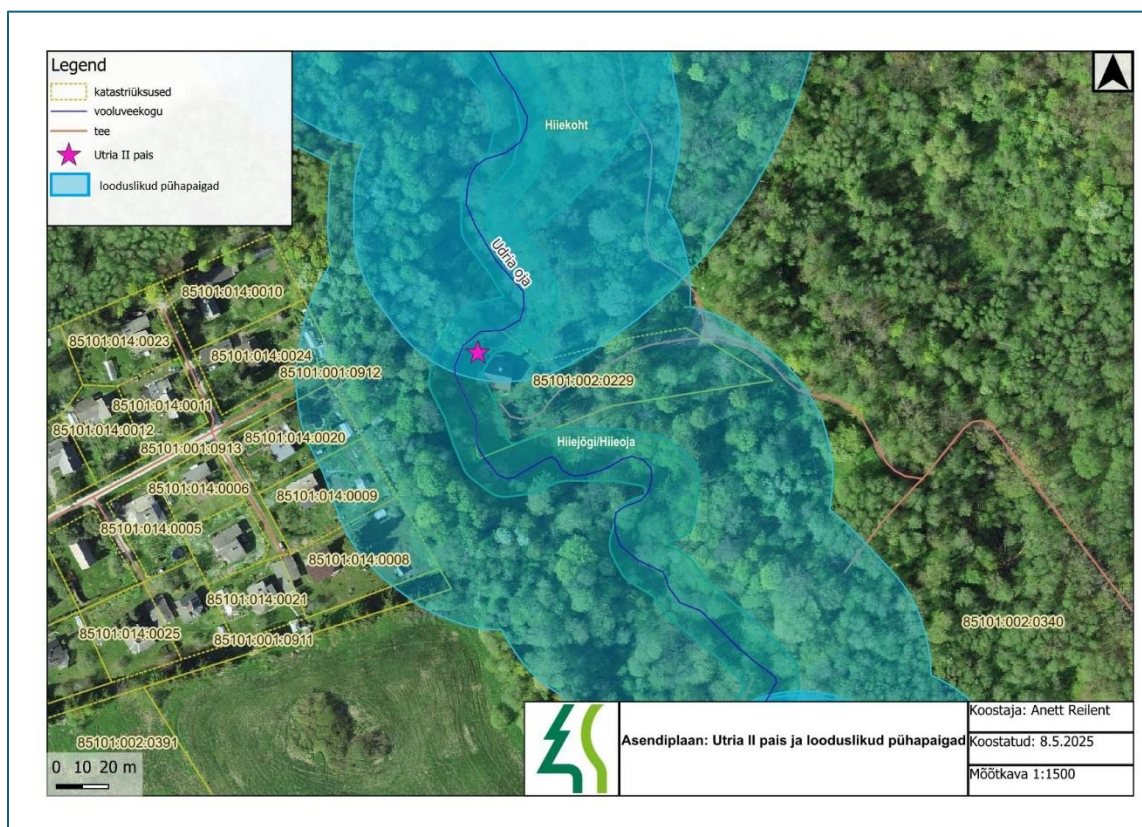 Legend
katastriüksused
vooluveekogu
tee
Utria II pais
looduslikud pühapaigad
Hiiekoht
Udria oja
85101:014:0010
85101:014:0023
85101:014:0024
85101:001:0912
85101:014:0011
85101:014:0012
85101:002:0229
85101:014:0020
85101:001:0913
Hiiejõgi/Hiieoja
85101:014:0006
85101:014:0009
85101:014:0005
85101:014:0008
85101:014:0021
85101:014:0025
85101:001:0911
85101:002:0340
85101:002:0391
0 10 20 m
Asendiplaan: Utria II pais ja looduslikud pühapaigad
Koostaja: Anett Reilent
Koostatud: 8.5.2025
Mõõtkava 1:1500